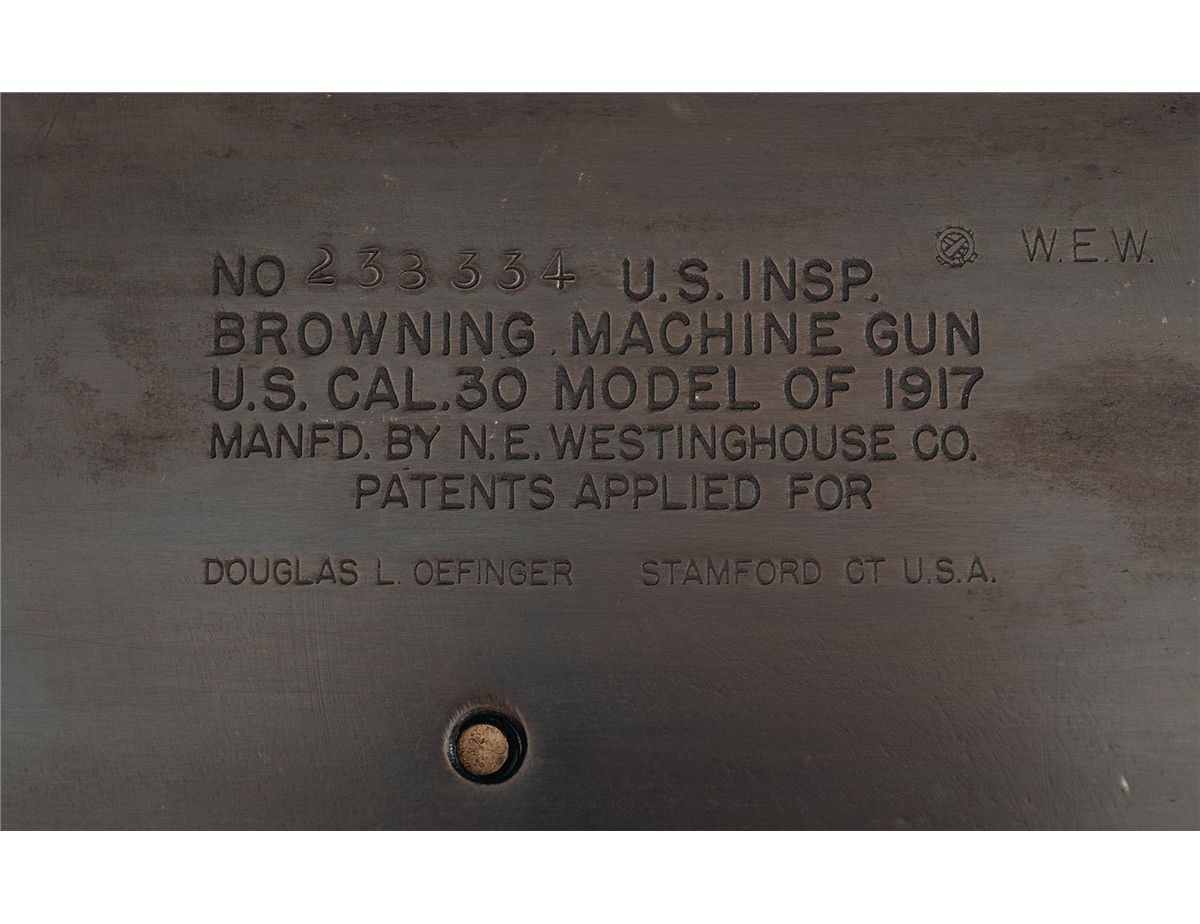 NO 238334 U.S. INSP. W.E.W.
BROWNING MACHINE GUN
U.S. CAL.30 MODEL OF 1917
MANFD. BY N.E. WESTINGHOUSE CO.
PATENTS APPLIED FOR
DOUGLAS L. OEFINGER STAMFORD CT U.S.A.